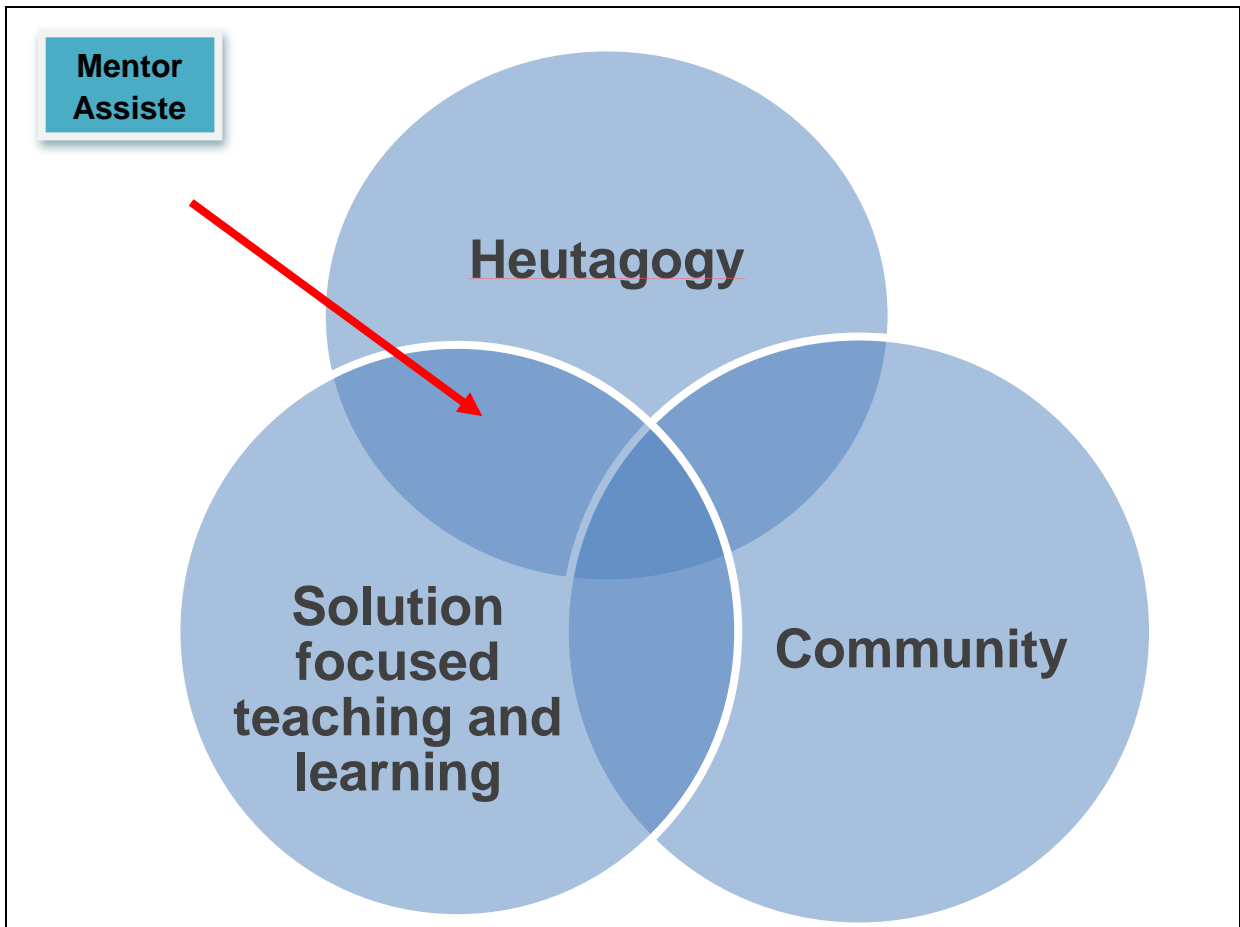 Mentor
Assiste
Heutagogy
Solution
focused
teaching and
learning
Community